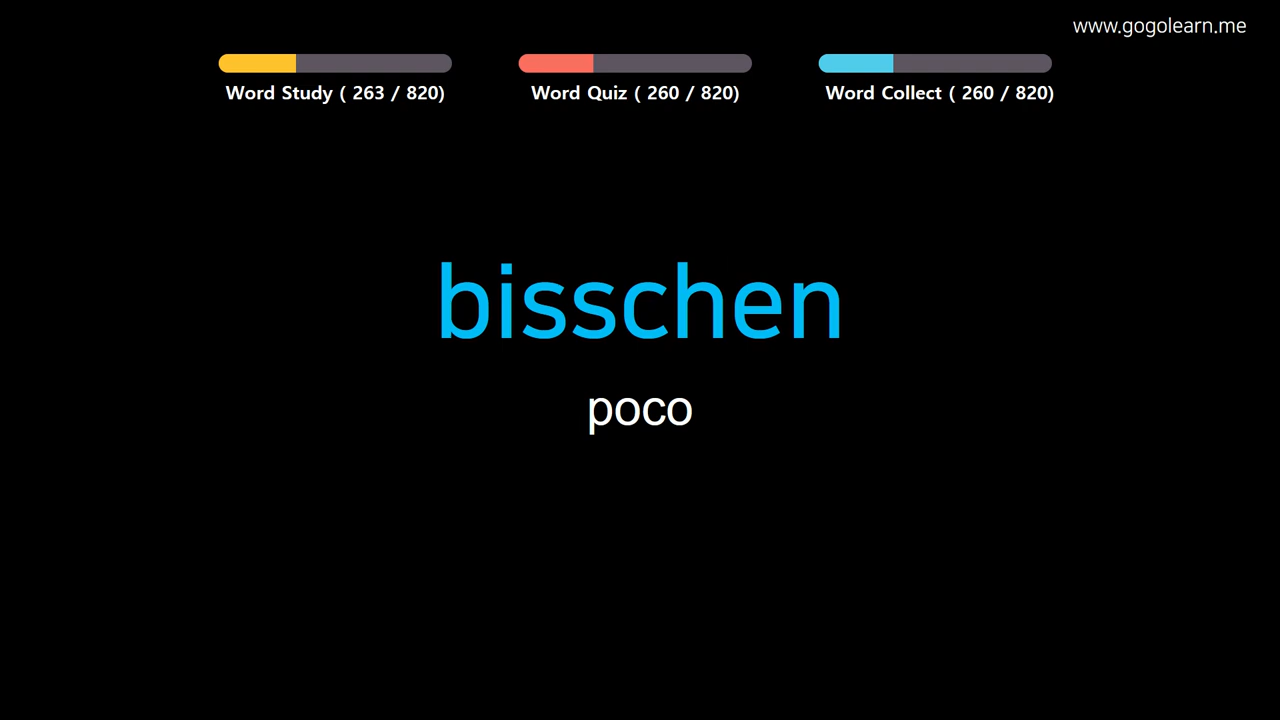 www.gogolearn.me
Word Study ( 263 / 820)
Word Quiz ( 260 / 820)
Word Collect ( 260 / 820)
bisschen
poco